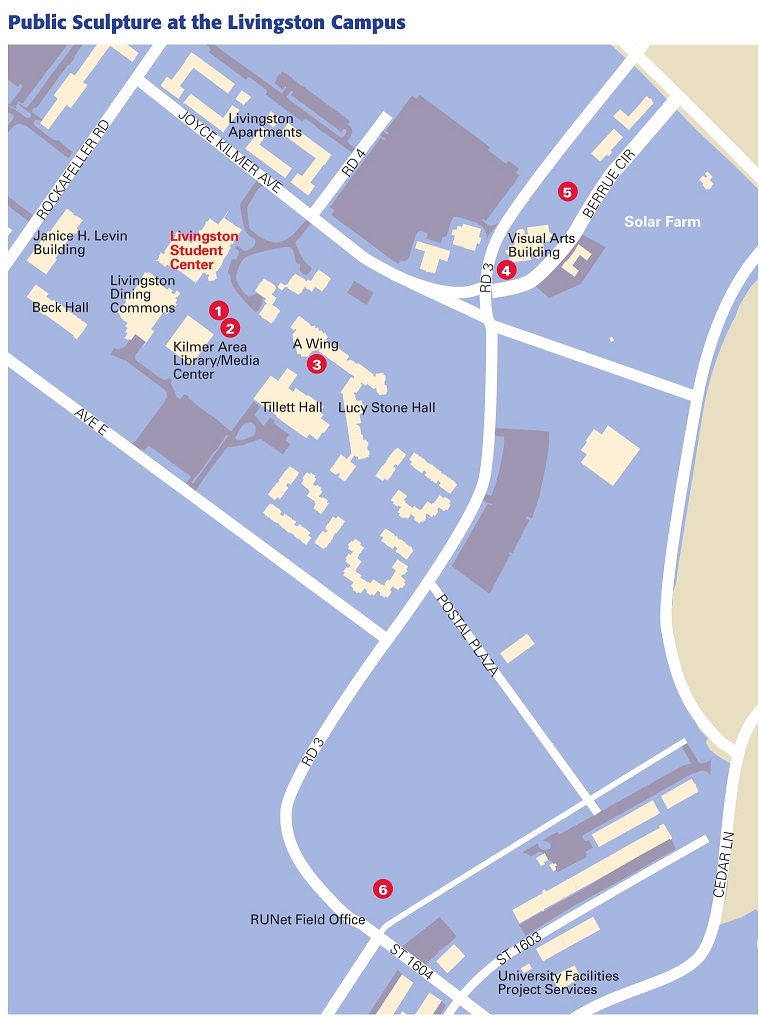 Public Sculpture at the Livingston Campus
Livingston
Apartments
JOYCE KILMER AVE
RD 4
ROCKAFELLER RD
BERRUE CIR
5
Solar Farm
Janice H. Levin
Building
Livingston
Student
Center
Visual Arts
Building
4
RD 3
Livingston
Dining
Commons
Beck Hall
1
2
Kilmer Area
Library/Media
Center
A Wing
3
Tillett Hall
Lucy Stone Hall
AVE E
POSTAL PLAZA
RD 3
CEDAR LN
6
RUNet Field Office
ST 1604
ST 1603
University Facilities
Project Services